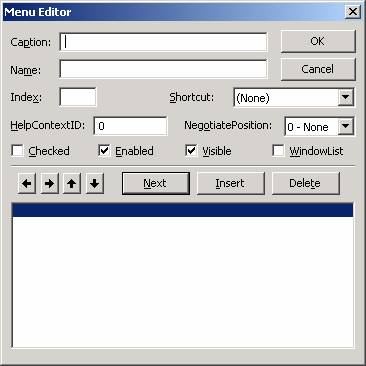 Menu Editor
Caption: OK
Name: Cancel
Index: Shortcut: (None)
HelpContextID: 0 NegotiatePosition: 0 - None
Checked Enabled Visible WindowList
Next Insert Delete